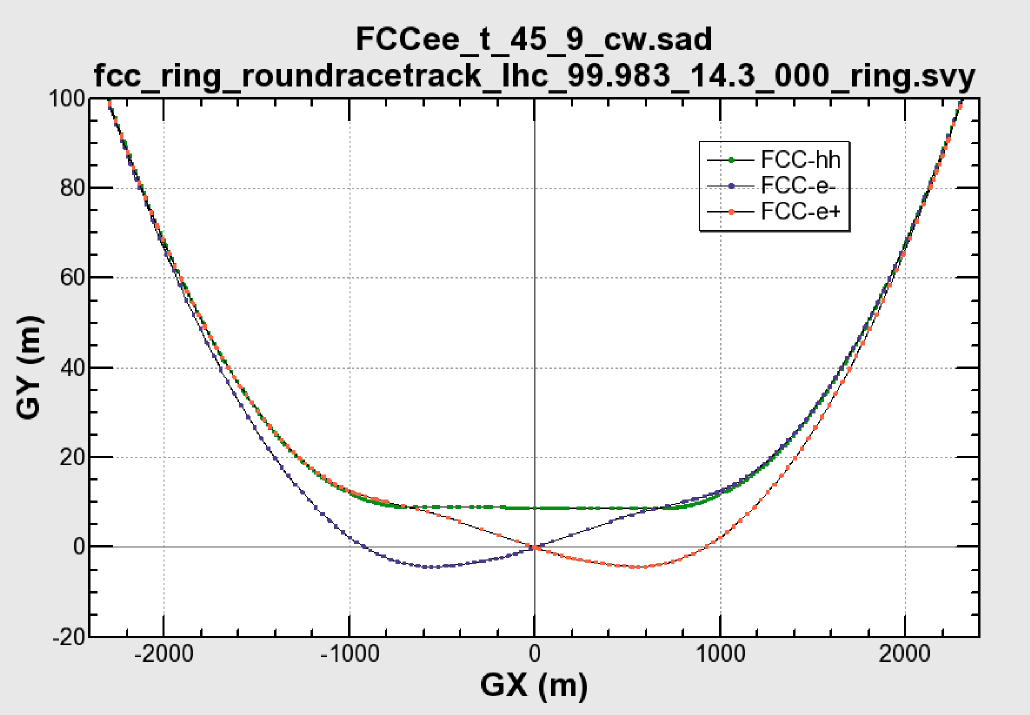 FCCee_t_45_9_cw.sad
fcc_ring_roundracetrack_lhc_99.983_14.3_000_ring.svy
100
80
60
40
20
0
-20
GY (m)
FCC-hh
FCC-e-
FCC-e+
-2000 -1000 0 1000 2000
GX (m)